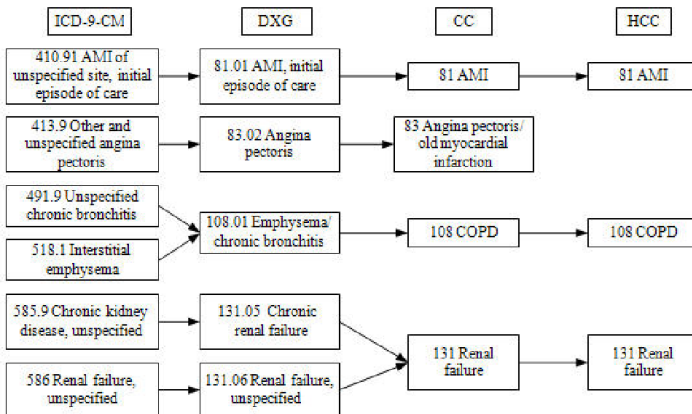 ICD-9-CM
DXG
CC
HCC
410.91 AMI of
unspecified site, initial
episode of care
81.01 AMI, initial
episode of care
81 AMI
81 AMI
413.9 Other and
unspecified angina
pectoris
83.02 Angina
pectoris
83 Angina pectoris/
old myocardial
infarction
491.9 Unspecified
chronic bronchitis
518.1 Interstitial
emphysema
108.01 Emphysema/
chronic bronchitis
108 COPD
108 COPD
585.9 Chronic kidney
disease, unspecified
131.05 Chronic
renal failure
586 Renal failure,
unspecified
131.06 Renal failure,
unspecified
131 Renal
failure
131 Renal
failure